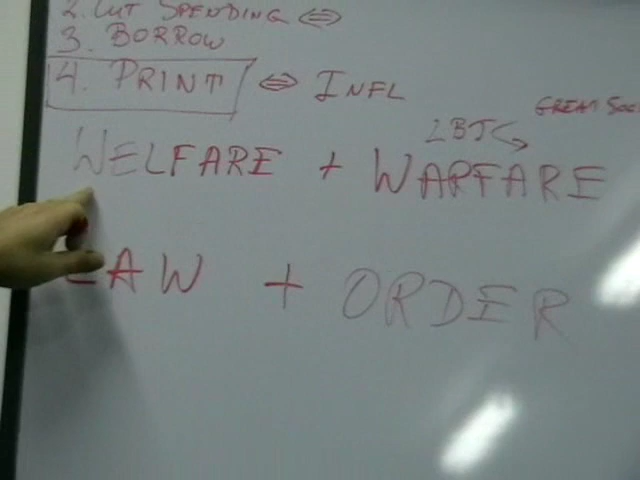 2. CUT SPENDING ⇔
3. BORROW
4. PRINT ⇔ INFL
GREAT SOC
LBJ
WELFARE + WARFARE
LAW + ORDER